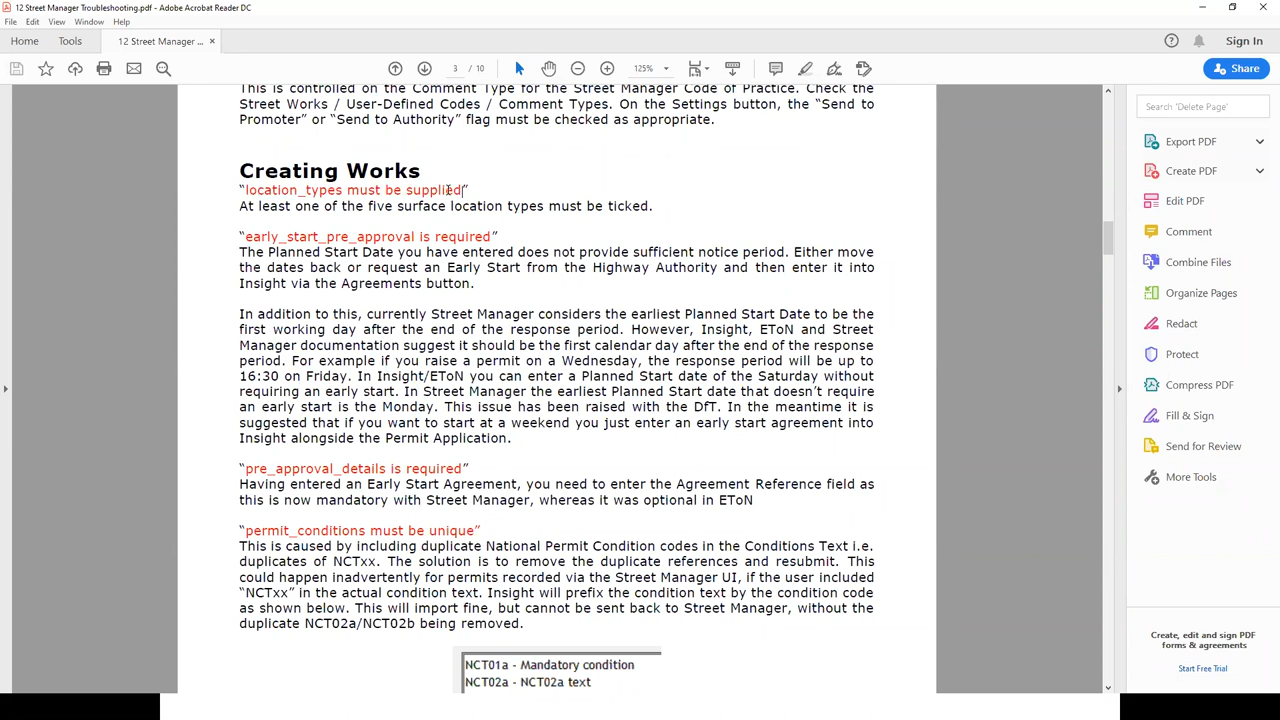 12 Street Manager Troubleshooting.pdf - Adobe Acrobat Reader DC
File Edit View Window Help
Home Tools 12 Street Manager ... ×
Sign In
3 / 10 125% Share
This is controlled on the Comment Type for the Street Manager Code of Practice. Check the
Street Works / User-Defined Codes / Comment Types. On the Settings button, the “Send to
Promoter” or “Send to Authority” flag must be checked as appropriate.
Creating Works
“location_types must be supplied”
At least one of the five surface location types must be ticked.
“early_start_pre_approval is required”
The Planned Start Date you have entered does not provide sufficient notice period. Either move
the dates back or request an Early Start from the Highway Authority and then enter it into
Insight via the Agreements button.
In addition to this, currently Street Manager considers the earliest Planned Start Date to be the
first working day after the end of the response period. However, Insight, EToN and Street
Manager documentation suggest it should be the first calendar day after the end of the response
period. For example if you raise a permit on a Wednesday, the response period will be up to
16:30 on Friday. In Insight/EToN you can enter a Planned Start date of the Saturday without
requiring an early start. In Street Manager the earliest Planned Start date that doesn’t require
an early start is the Monday. This issue has been raised with the DfT. In the meantime it is
suggested that if you want to start at a weekend you just enter an early start agreement into
Insight alongside the Permit Application.
“pre_approval_details is required”
Having entered an Early Start Agreement, you need to enter the Agreement Reference field as
this is now mandatory with Street Manager, whereas it was optional in EToN
“permit_conditions must be unique”
This is caused by including duplicate National Permit Condition codes in the Conditions Text i.e.
duplicates of NCTxx. The solution is to remove the duplicate references and resubmit. This
could happen inadvertently for permits recorded via the Street Manager UI, if the user included
“NCTxx” in the actual condition text. Insight will prefix the condition text by the condition code
as shown below. This will import fine, but cannot be sent back to Street Manager, without the
duplicate NCT02a/NCT02b being removed.
NCT01a - Mandatory condition
NCT02a - NCT02a text
Search 'Delete Page'
Export PDF
Create PDF
Edit PDF
Comment
Combine Files
Organize Pages
Redact
Protect
Compress PDF
Fill & Sign
Send for Review
More Tools
Create, edit and sign PDF
forms & agreements
Start Free Trial